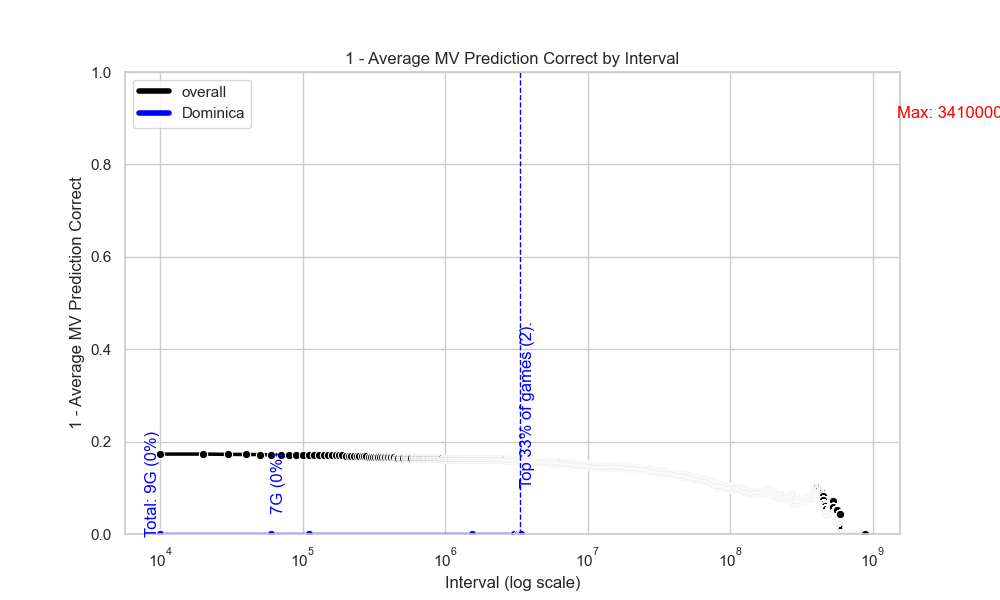 1 - Average MV Prediction Correct by Interval
1.0
0.8
0.6
0.4
0.2
0.0
1 - Average MV Prediction Correct
overall
Dominica
Max: 3410000
Total: 9G (0%)
7G (0%)
Top 33% of games (2).
10^4
10^5
10^6
10^7
10^8
10^9
Interval (log scale)